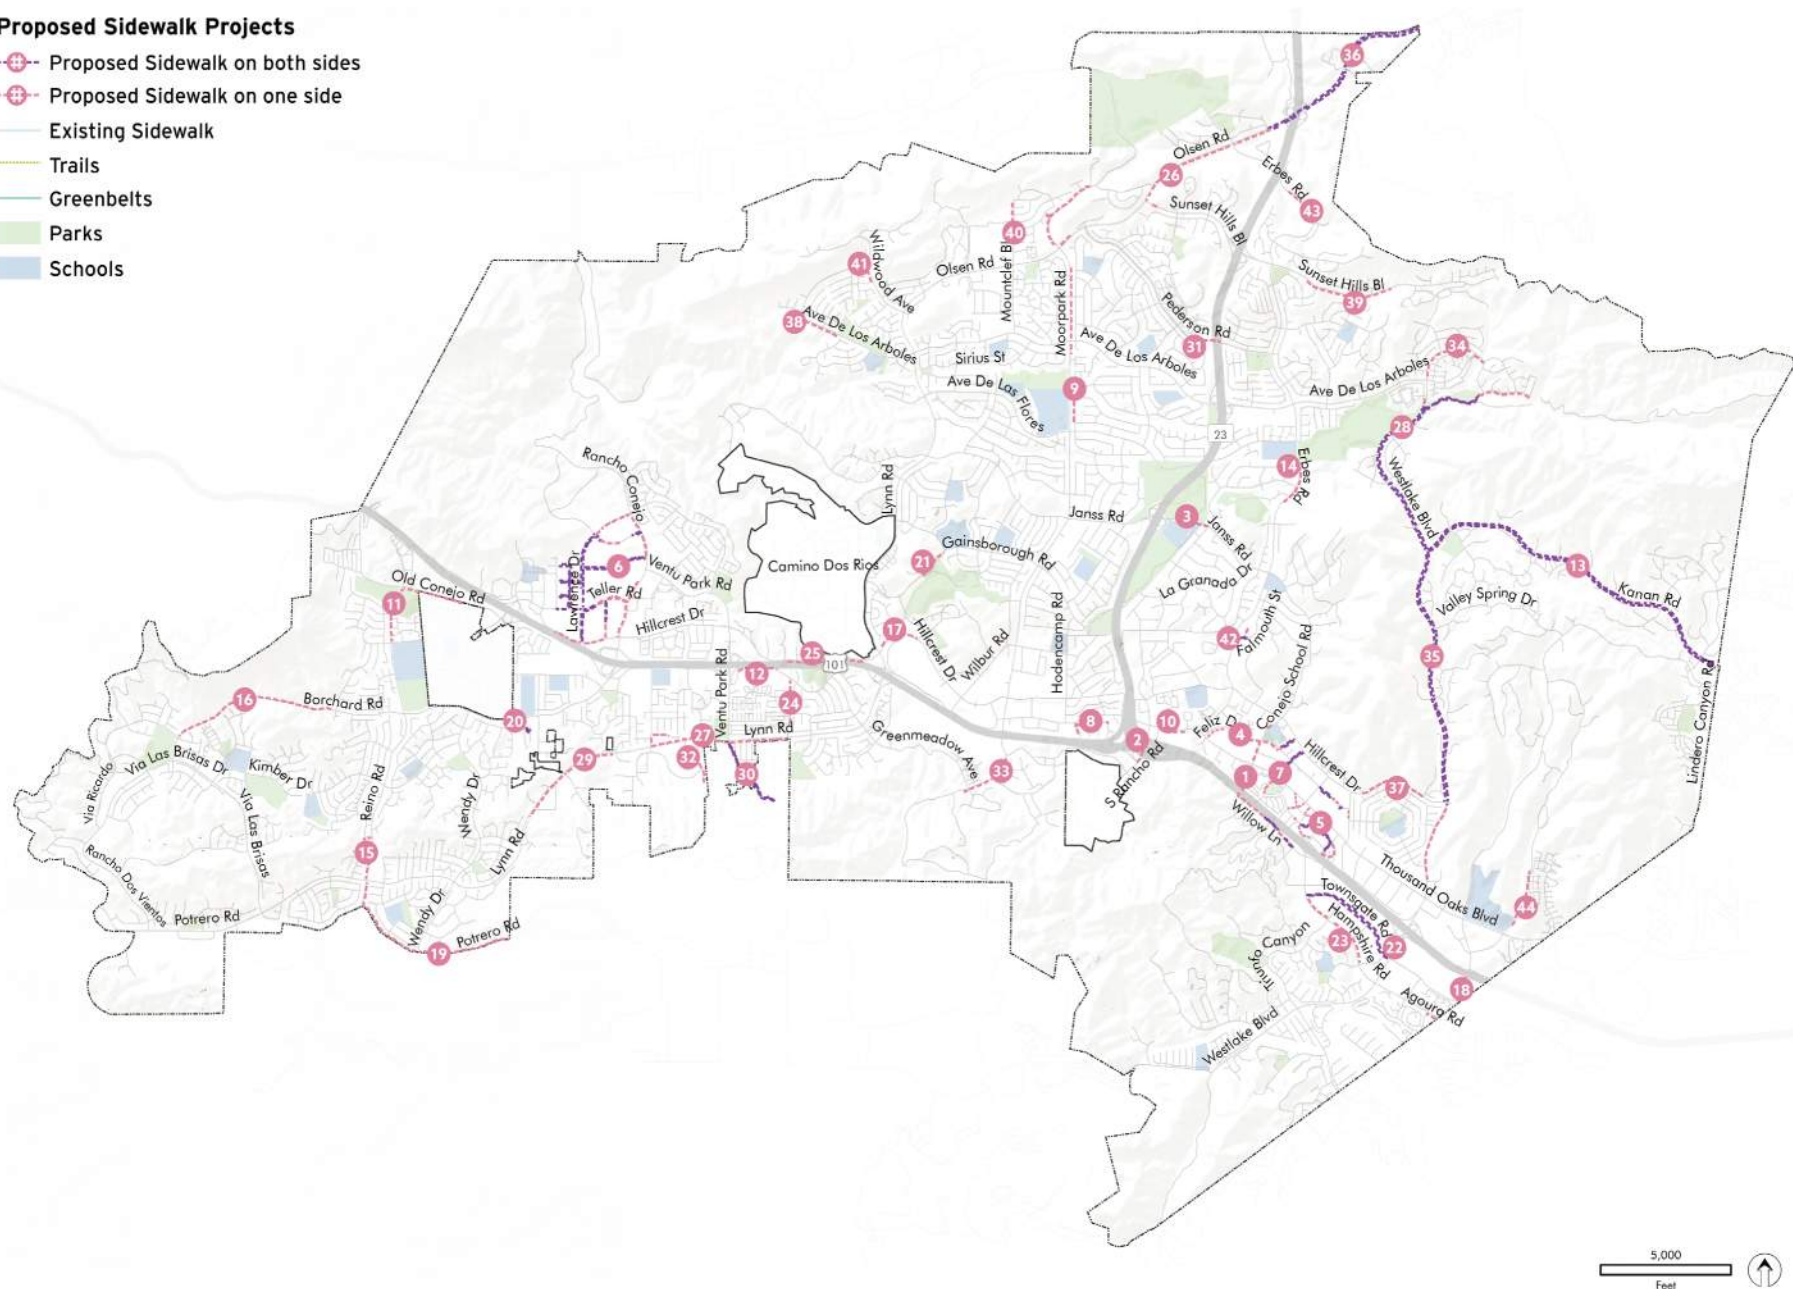 Proposed Sidewalk Projects
# Proposed Sidewalk on both sides
# Proposed Sidewalk on one side
Existing Sidewalk
Trails
Greenbelts
Parks
Schools
36
Olsen Rd
26
Erbes Rd
43
Sunset Hills Bl
40
41
Wildwood Ave
Olsen Rd
Mountclef Bl
Moorpark Rd
Sunset Hills Bl
39
38
Ave De Los Arboles
Pederson Rd
31
Ave De Los Arboles
34
Sirius St
Ave De Las Flores
9
Ave De Los Arboles
28
23
Rancho Conejo
Lynn Rd
14
Erbes Rd
Westlake Blvd
Janss Rd
3
Janss Rd
Gainsborough Rd
21
6
Lawrence Dr
Ventu Park Rd
Teller Rd
Camino Dos Rios
13
Kanan Rd
La Granada Dr
Valley Spring Dr
Old Conejo Rd
11
Hillcrest Dr
17
Hillcrest Dr
Wilbur Rd
Hodencamp Rd
42
Falmouth St
Conejo School Rd
35
25
101
12
Ventu Park Rd
24
Lindero Canyon Rd
16
Borchard Rd
20
27
Lynn Rd
Greenmeadow Ave
8
2
10
Feliz D
4
S Rancho Rd
29
32
30
33
1
7
Hillcrest Dr
37
Via Ricardo
Via Las Brisas Dr
Kimber Dr
Via Las Brisas
Reino Rd
Wendy Dr
Lynn Rd
Willow Ln
5
15
Rancho Dos Vientos
Potrero Rd
Wendy Dr
19
Potrero Rd
Thousand Oaks Blvd
44
Townsgate Rd
Hampshire Rd
23
22
Triunfo Canyon
18
Agoura Rd
Westlake Blvd
5,000
Feet